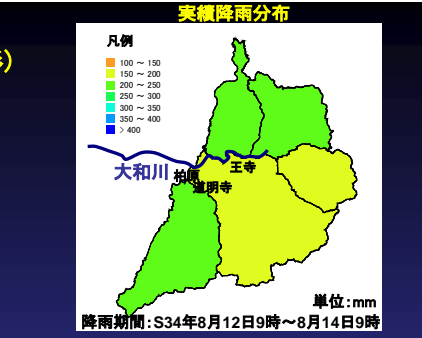 実績降雨分布
)
凡例
100 ～ 150
150 ～ 200
200 ～ 250
250 ～ 300
300 ～ 350
350 ～ 400
> 400
大和川
柏原
王寺
道明寺
単位：mm
降雨期間：S34年8月12日9時～8月14日9時